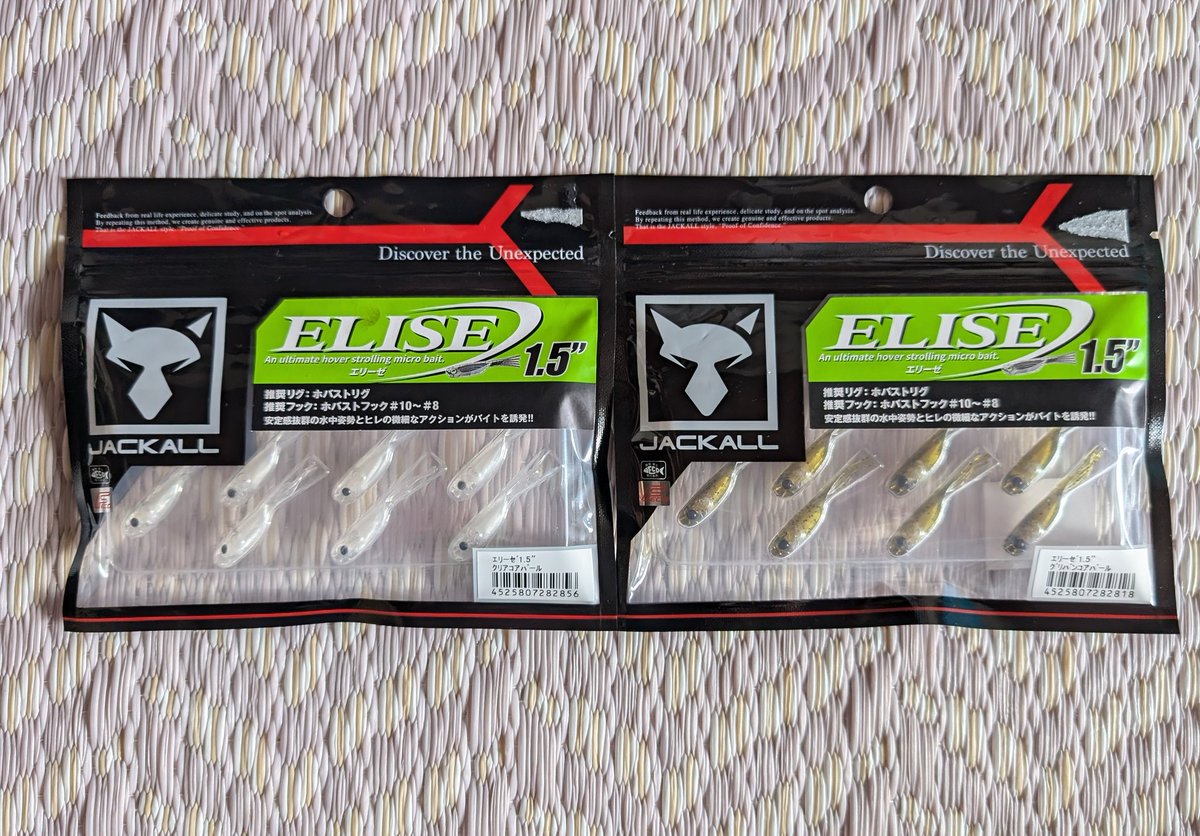 Feedback from real life experience, delicate study, and on the spot analysis.
By repeating this method, we create genuine and effective products.
That is the JACKALL style, "Proof of Confidence"
Discover the Unexpected
JACKALL
ELISE 1.5"
An ultimate hover strolling micro bait.
エリーゼ
推奨リグ：ホバストリグ
推奨フック：ホバストフック#10～#8
安定感抜群の水中姿勢とヒレの微細なアクションがバイトを誘発!!
エリーゼ1.5"
クリアコアパール
4525807282856
Feedback from real life experience, delicate study, and on the spot analysis.
By repeating this method, we create genuine and effective products.
That is the JACKALL style, "Proof of Confidence"
Discover the Unexpected
JACKALL
ELISE 1.5"
An ultimate hover strolling micro bait.
エリーゼ
推奨リグ：ホバストリグ
推奨フック：ホバストフック#10～#8
安定感抜群の水中姿勢とヒレの微細なアクションがバイトを誘発!!
エリーゼ1.5"
グリパンコアパール
4525807282818